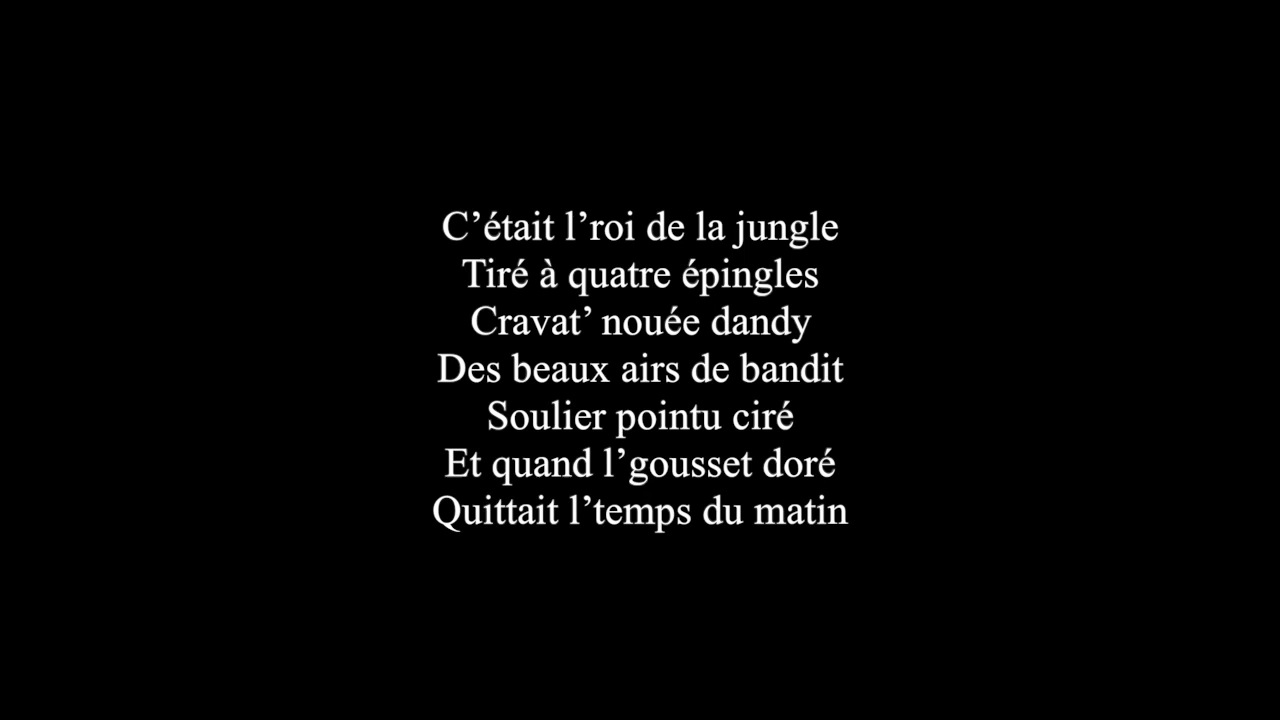 C’était l’roi de la jungle
Tiré à quatre épingles
Cravat’ nouée dandy
Des beaux airs de bandit
Soulier pointu ciré
Et quand l’gousset doré
Quittait l’temps du matin